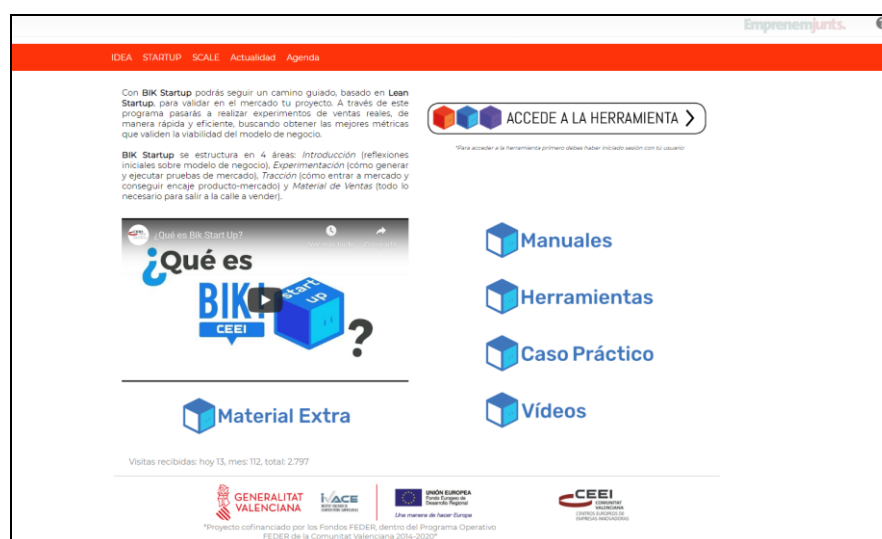 Emprenemjunts.
IDEA STARTUP SCALE Actualidad Agenda
Con BIK Startup podrás seguir un camino guiado, basado en Lean
Startup, para validar en el mercado tu proyecto. A través de este
programa pasarás a realizar experimentos de ventas reales, de
manera rápida y eficiente, buscando obtener las mejores métricas
que validen la viabilidad del modelo de negocio.
BIK Startup se estructura en 4 áreas: Introducción (reflexiones
iniciales sobre modelo de negocio), Experimentación (cómo generar
y ejecutar pruebas de mercado), Tracción (cómo entrar a mercado y
conseguir encaje producto-mercado) y Material de Ventas (todo lo
necesario para salir a la calle a vender).
ACCEDE A LA HERRAMIENTA
*Para acceder a la herramienta primero debes haber iniciado sesión con tú usuario
¿Qué es Bik Start Up?
¿Qué es
BIK!
CEEI
start
up
?
Material Extra
Manuales
Herramientas
Caso Práctico
Vídeos
Visitas recibidas: hoy 13, mes: 112, total: 2.797
GENERALITAT
VALENCIANA
IVACE
UNIÓN EUROPEA
Fondo Europeo de
Desarrollo Regional
Una manera de hacer Europa
CEEI
COMUNITAT
VALENCIANA
CENTROS EUROPEOS DE
EMPRESAS INNOVADORAS
*Proyecto cofinanciado por los Fondos FEDER, dentro del Programa Operativo
FEDER de la Comunitat Valenciana 2014-2020*